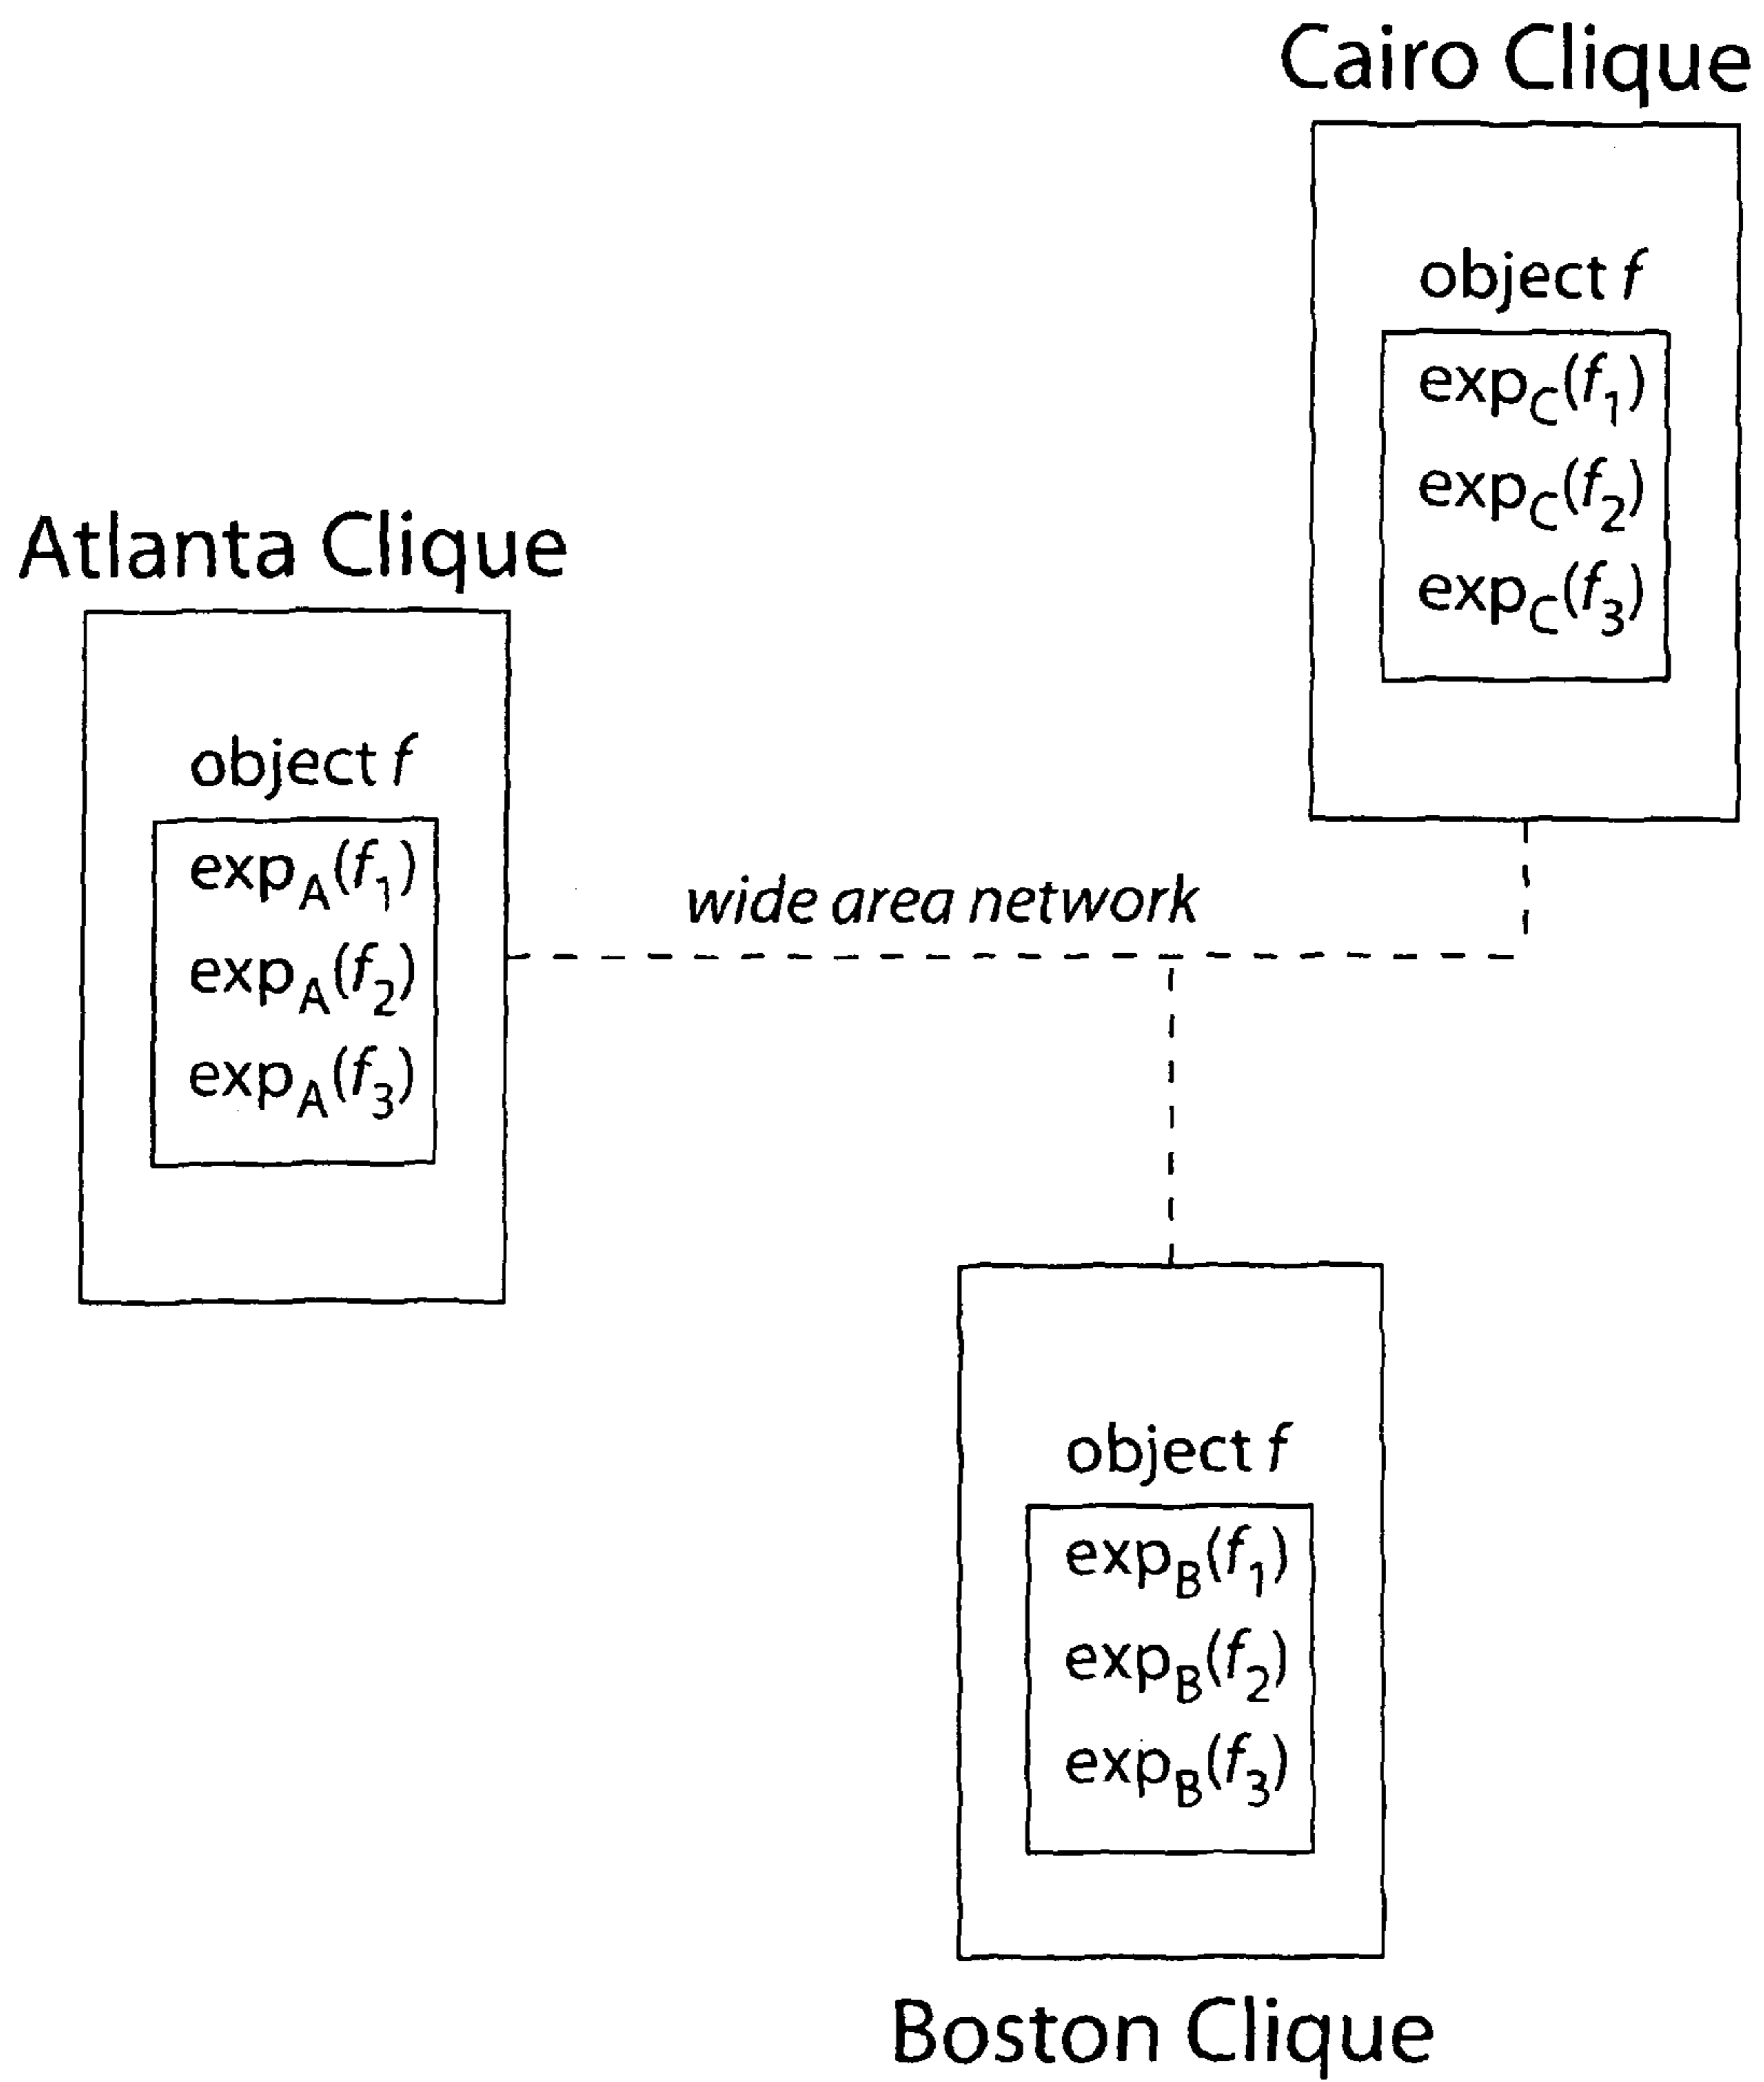 Cairo Clique
object f
exp_C(f_1)
exp_C(f_2)
exp_C(f_3)
Atlanta Clique
object f
exp_A(f_1)
exp_A(f_2)
exp_A(f_3)
wide area network
object f
exp_B(f_1)
exp_B(f_2)
exp_B(f_3)
Boston Clique